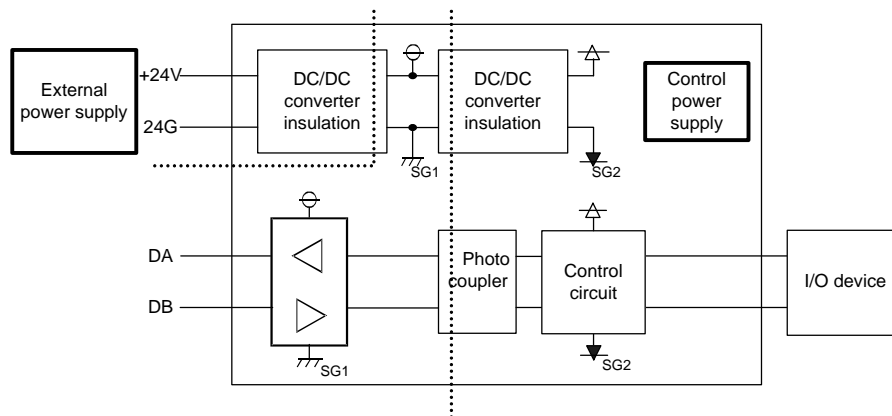 External
power supply
+24V
24G
DC/DC
converter
insulation
DC/DC
converter
insulation
Control
power
supply
SG1
SG2
DA
DB
Photo
coupler
Control
circuit
I/O device
SG1
SG2